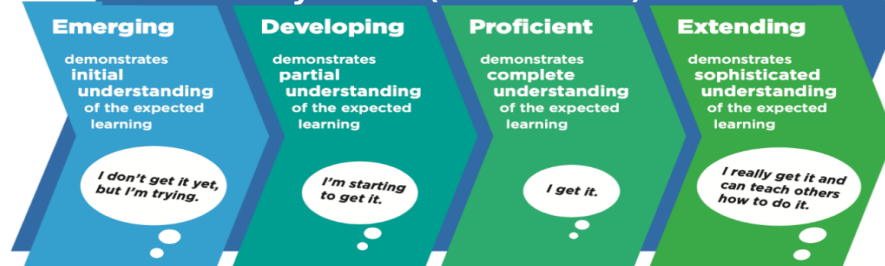 Emerging
demonstrates
initial
understanding
of the expected
learning
I don't get it yet,
but I'm trying.
Developing
demonstrates
partial
understanding
of the expected
learning
I'm starting
to get it.
Proficient
demonstrates
complete
understanding
of the expected
learning
I get it.
Extending
demonstrates
sophisticated
understanding
of the expected
learning
I really get it and
can teach others
how to do it.